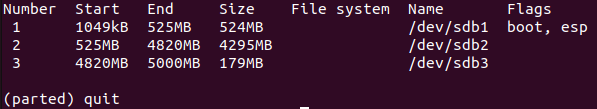 Number  Start   End     Size    File system  Name       Flags
 1      1049kB  525MB   524MB                /dev/sdb1  boot, esp
 2      525MB   4820MB  4295MB               /dev/sdb2
 3      4820MB  5000MB  179MB                /dev/sdb3
(parted) quit